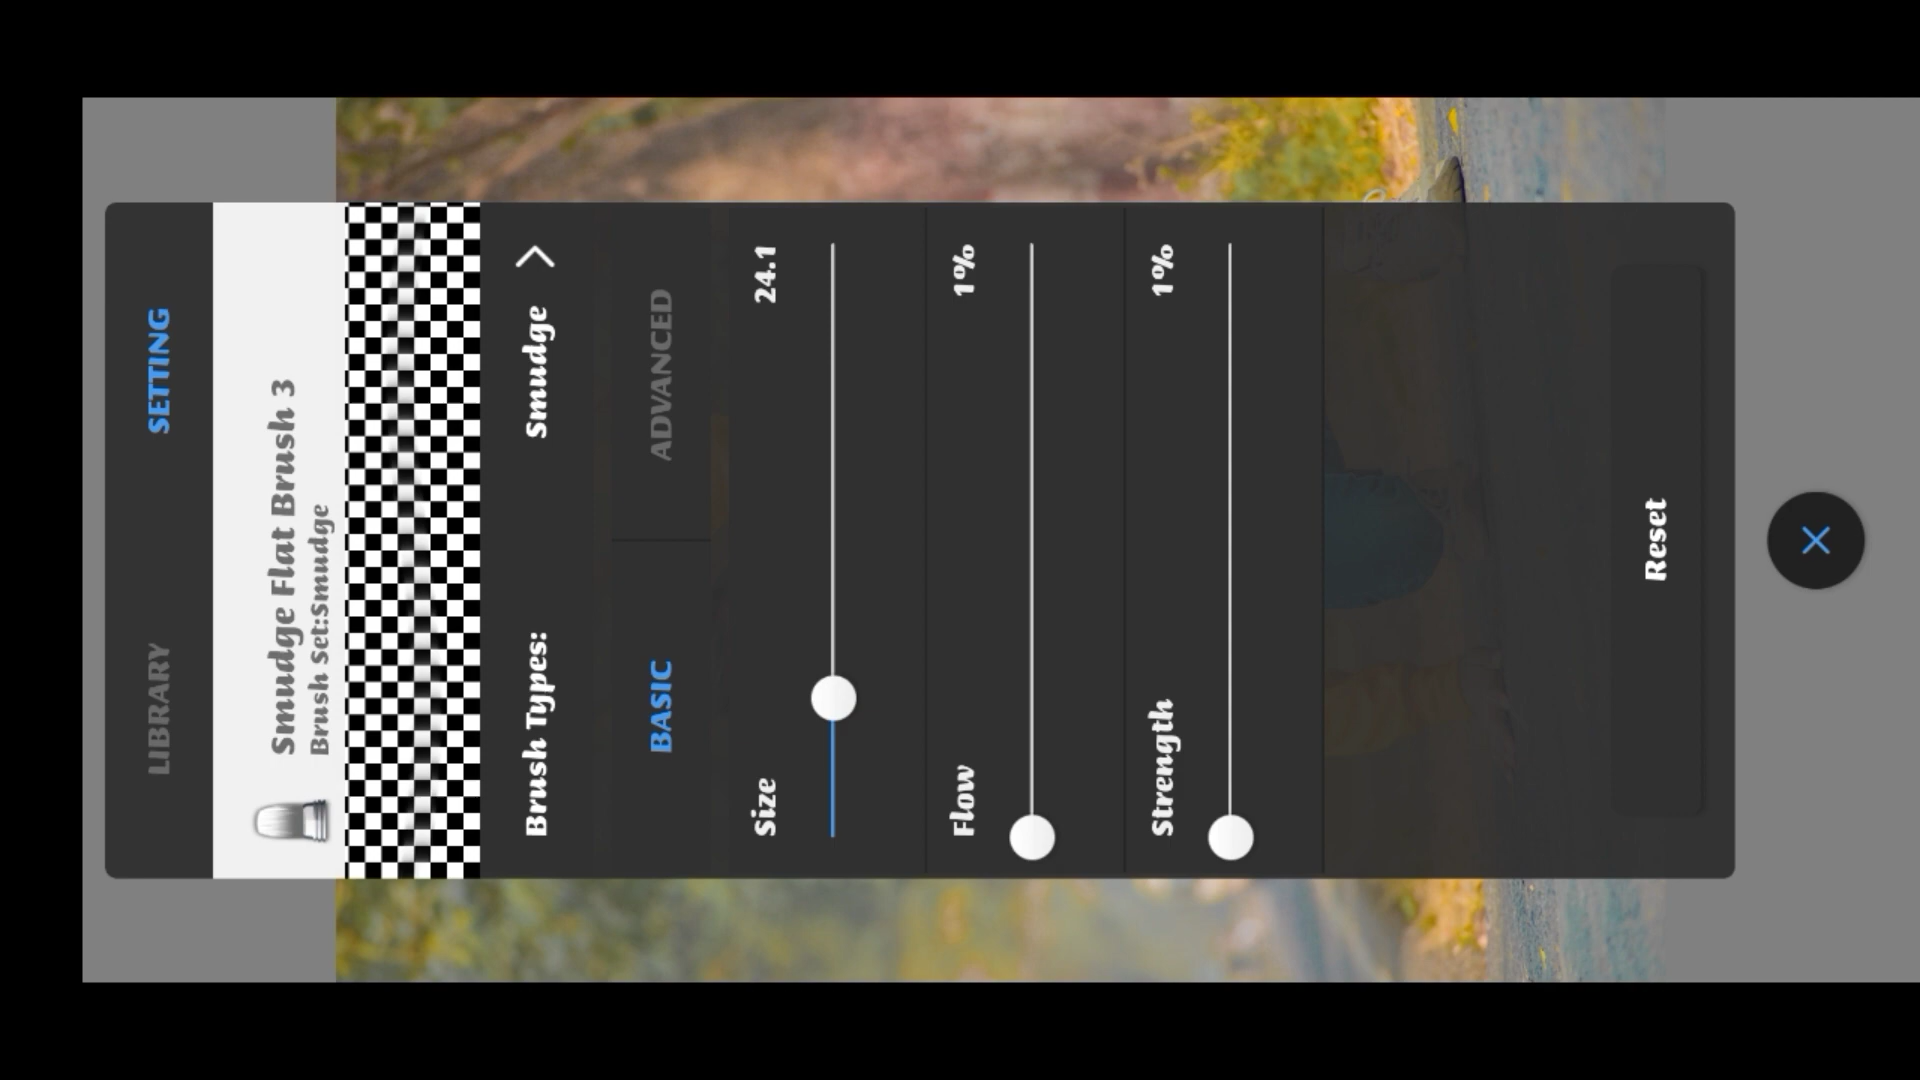 LIBRARY SETTING
Smudge Flat Brush 3
Brush Set:Smudge
Brush Types: Smudge
BASIC ADVANCED
Size 24.1
Flow 1%
Strength 1%
Reset